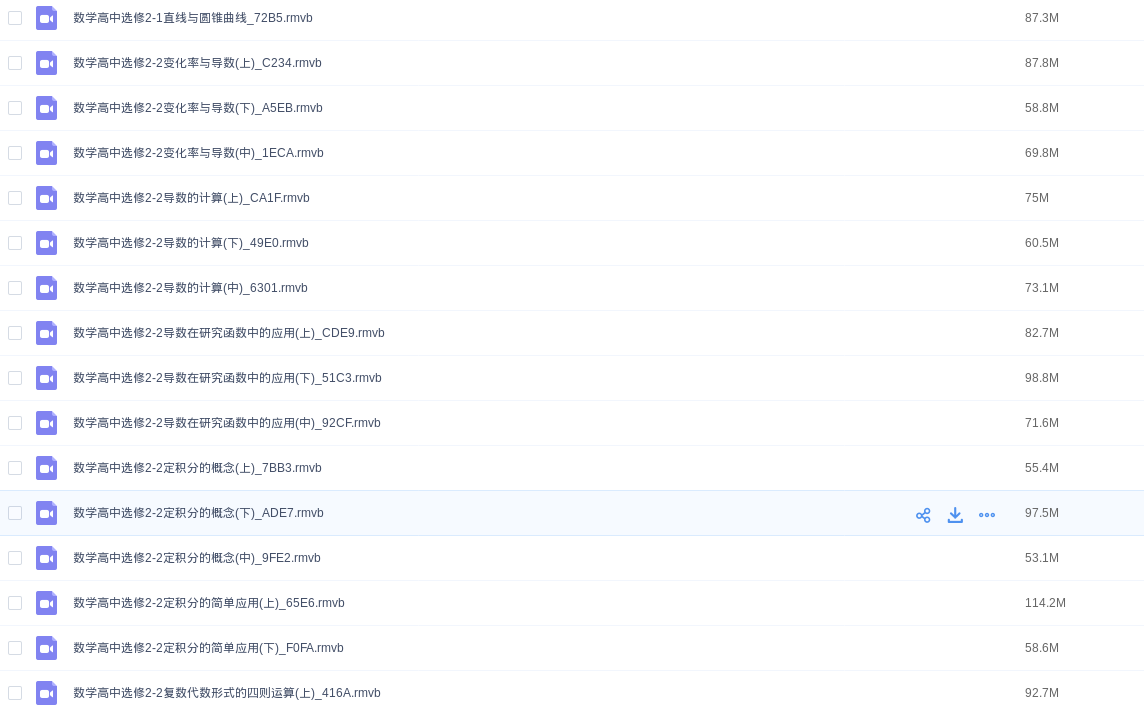 数学高中选修2-1直线与圆锥曲线_72B5.rmvb 87.3M
数学高中选修2-2变化率与导数(上)_C234.rmvb 87.8M
数学高中选修2-2变化率与导数(下)_A5EB.rmvb 58.8M
数学高中选修2-2变化率与导数(中)_1ECA.rmvb 69.8M
数学高中选修2-2导数的计算(上)_CA1F.rmvb 75M
数学高中选修2-2导数的计算(下)_49E0.rmvb 60.5M
数学高中选修2-2导数的计算(中)_6301.rmvb 73.1M
数学高中选修2-2导数在研究函数中的应用(上)_CDE9.rmvb 82.7M
数学高中选修2-2导数在研究函数中的应用(下)_51C3.rmvb 98.8M
数学高中选修2-2导数在研究函数中的应用(中)_92CF.rmvb 71.6M
数学高中选修2-2定积分的概念(上)_7BB3.rmvb 55.4M
数学高中选修2-2定积分的概念(下)_ADE7.rmvb 97.5M
数学高中选修2-2定积分的概念(中)_9FE2.rmvb 53.1M
数学高中选修2-2定积分的简单应用(上)_65E6.rmvb 114.2M
数学高中选修2-2定积分的简单应用(下)_F0FA.rmvb 58.6M
数学高中选修2-2复数代数形式的四则运算(上)_416A.rmvb 92.7M